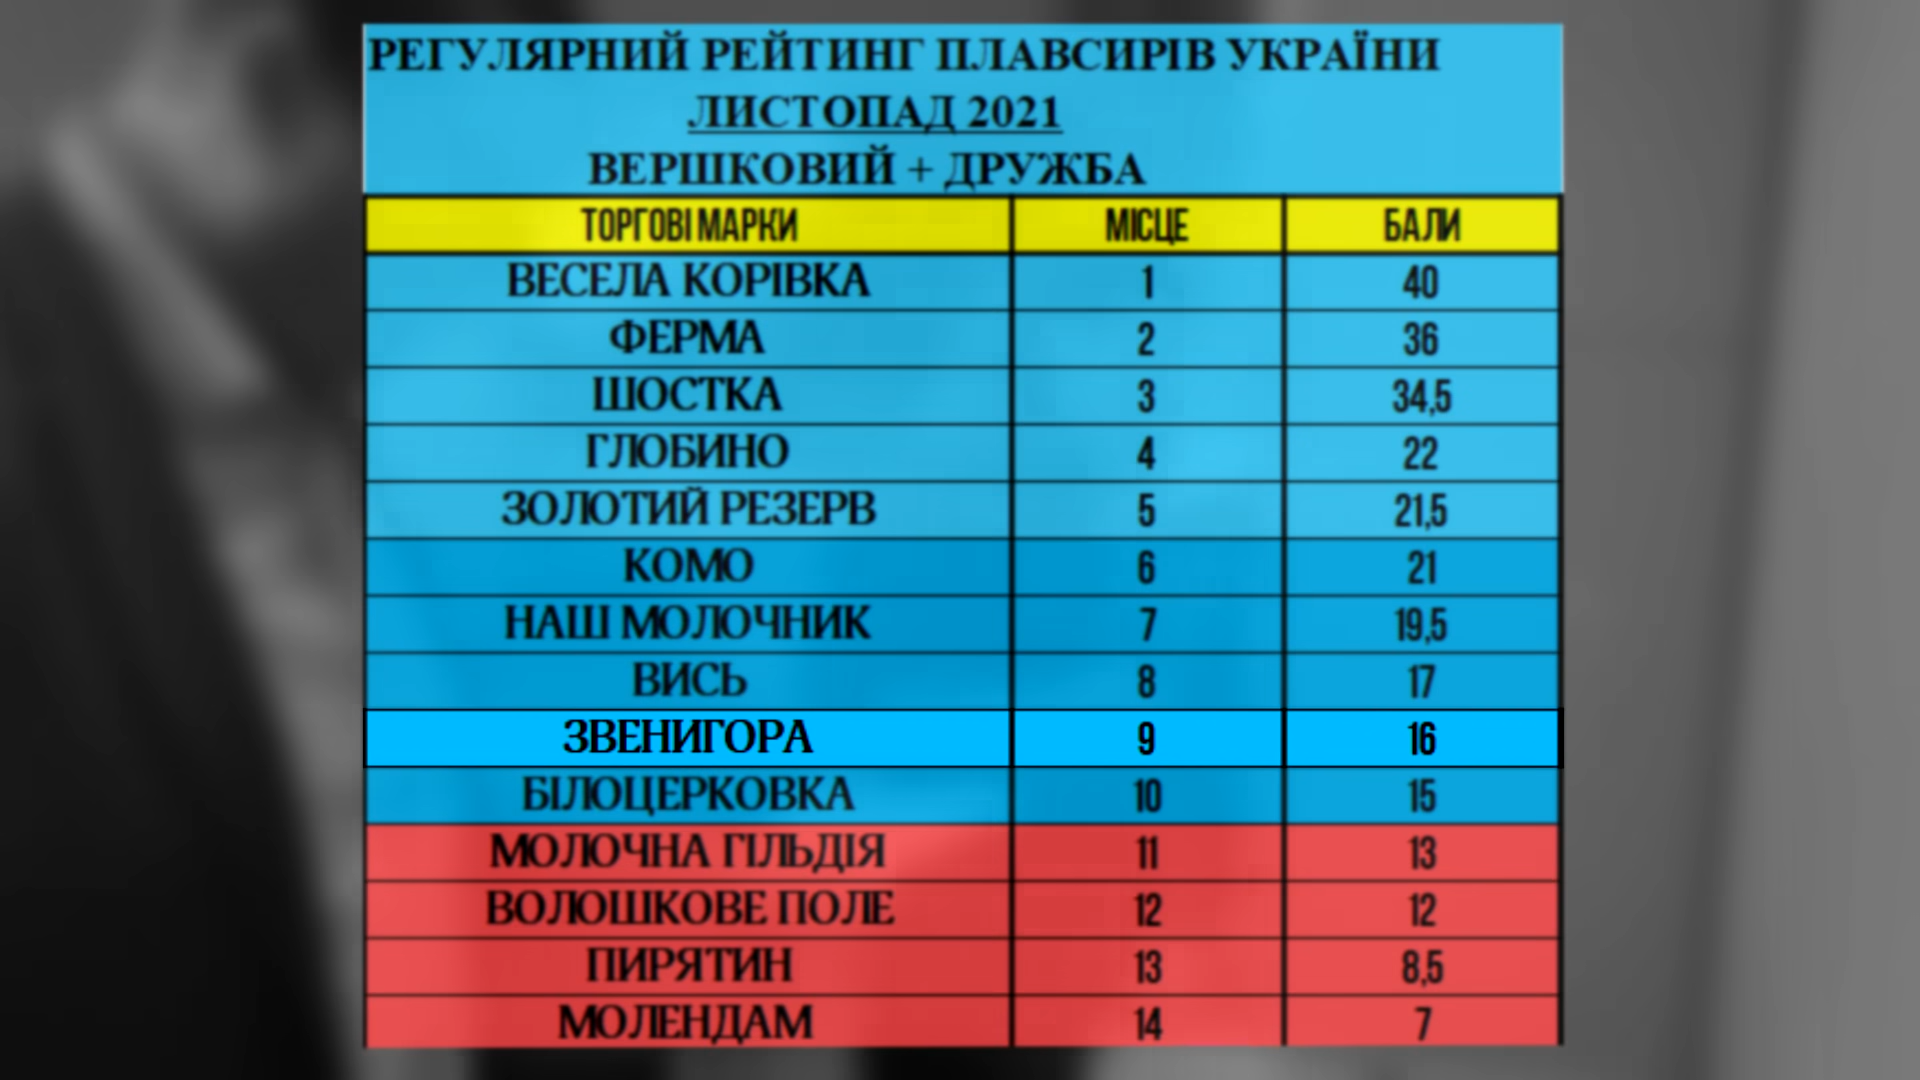 РЕГУЛЯРНИЙ РЕЙТИНГ ПЛАВСИРІВ УКРАЇНИ
ЛИСТОПАД 2021
ВЕРШКОВИЙ + ДРУЖБА
ТОРГОВІ МАРКИ МІСЦЕ БАЛИ
ВЕСЕЛА КОРІВКА 1 40
ФЕРМА 2 36
ШОСТКА 3 34,5
ГЛОБИНО 4 22
ЗОЛОТИЙ РЕЗЕРВ 5 21,5
КОМО 6 21
НАШ МОЛОЧНИК 7 19,5
ВИСЬ 8 17
ЗВЕНИГОРА 9 16
БІЛОЦЕРКОВКА 10 15
МОЛОЧНА ГІЛЬДІЯ 11 13
ВОЛОШКОВЕ ПОЛЕ 12 12
ПИРЯТИН 13 8,5
МОЛЕНДАМ 14 7